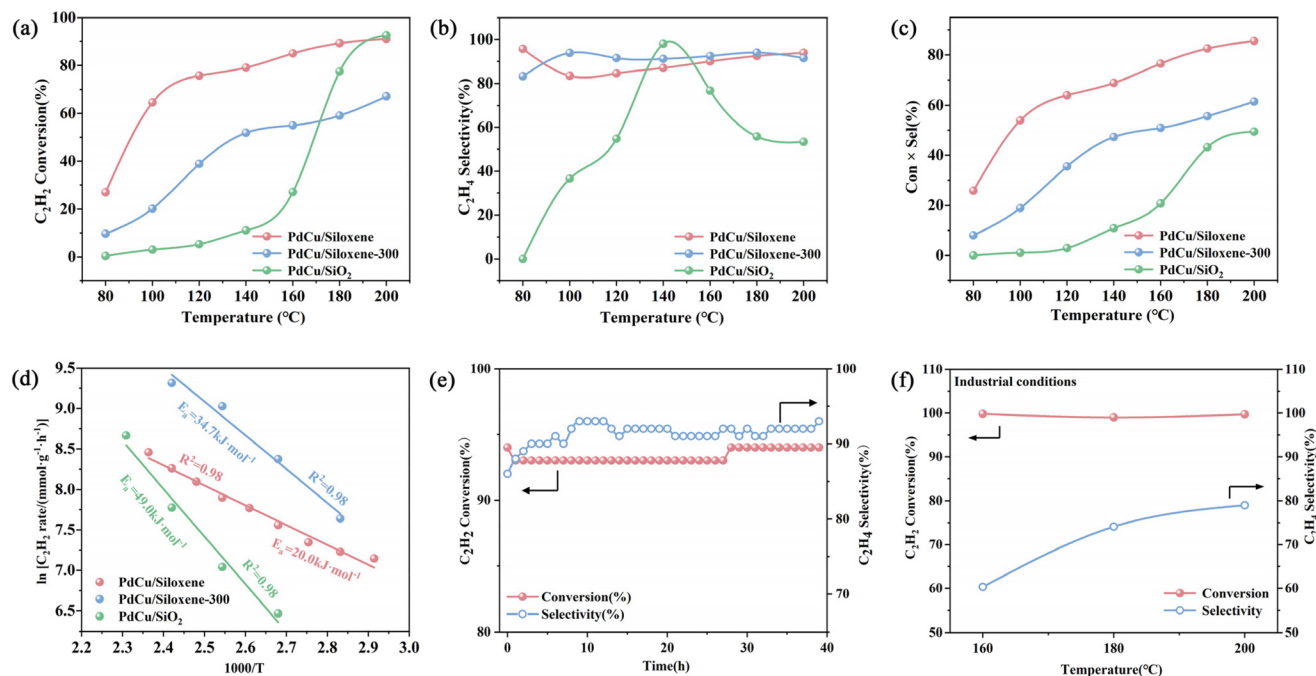 (a)
100
80
60
40
20
0
C₂H₂ Conversion(%)
80 100 120 140 160 180 200
Temperature (℃)
PdCu/Siloxene
PdCu/Siloxene-300
PdCu/SiO₂
(b)
100
80
60
40
20
0
C₂H₄ Selectivity(%)
80 100 120 140 160 180 200
Temperature (℃)
PdCu/Siloxene
PdCu/Siloxene-300
PdCu/SiO₂
(c)
80
60
40
20
0
Con × Sel(%)
80 100 120 140 160 180 200
Temperature (℃)
PdCu/Siloxene
PdCu/Siloxene-300
PdCu/SiO₂
(d)
9.5
9.0
8.5
8.0
7.5
7.0
6.5
ln [C₂H₂ rate/(mmol·g⁻¹·h⁻¹)]
Eₐ=34.7kJ·mol⁻¹
R²=0.98
R²=0.98
Eₐ=49.0kJ·mol⁻¹
R²=0.98
Eₐ=20.0kJ·mol⁻¹
PdCu/Siloxene
PdCu/Siloxene-300
PdCu/SiO₂
2.2 2.3 2.4 2.5 2.6 2.7 2.8 2.9 3.0
1000/T
(e)
100
90
80
C₂H₂ Conversion(%)
100
90
80
70
C₂H₄ Selectivity(%)
Conversion(%)
Selectivity(%)
0 10 20 30 40
Time(h)
(f)
Industrial conditions
110
105
100
95
90
85
80
75
70
65
60
55
50
C₂H₂ Conversion(%)
110
100
90
80
70
60
50
C₂H₄ Selectivity(%)
Conversion
Selectivity
160 180 200
Temperature(℃)